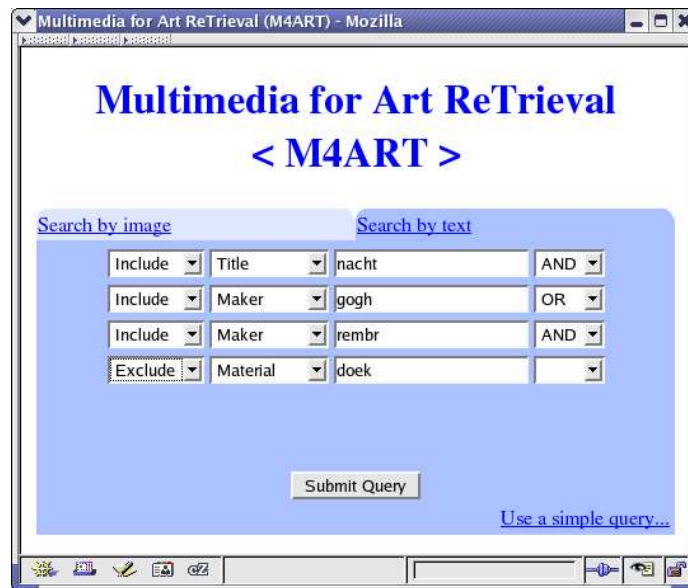 Multimedia for Art ReTrieval (M4ART) - Mozilla
Multimedia for Art ReTrieval
< M4ART >
Search by image Search by text
Include Title nacht AND
Include Maker gogh OR
Include Maker rembr AND
Exclude Material doek
Submit Query
Use a simple query...